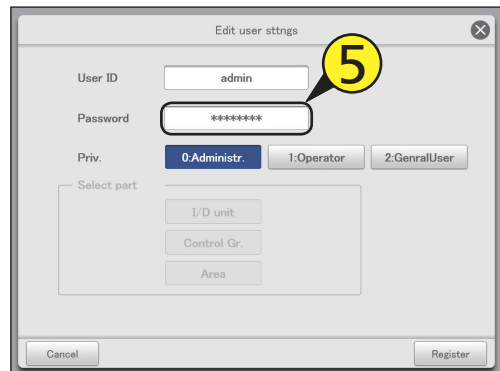 Edit user sttngs
5
User ID admin
Password ********
Priv. 0:Administr. 1:Operator 2:GenralUser
Select part
I/D unit
Control Gr.
Area
Cancel Register